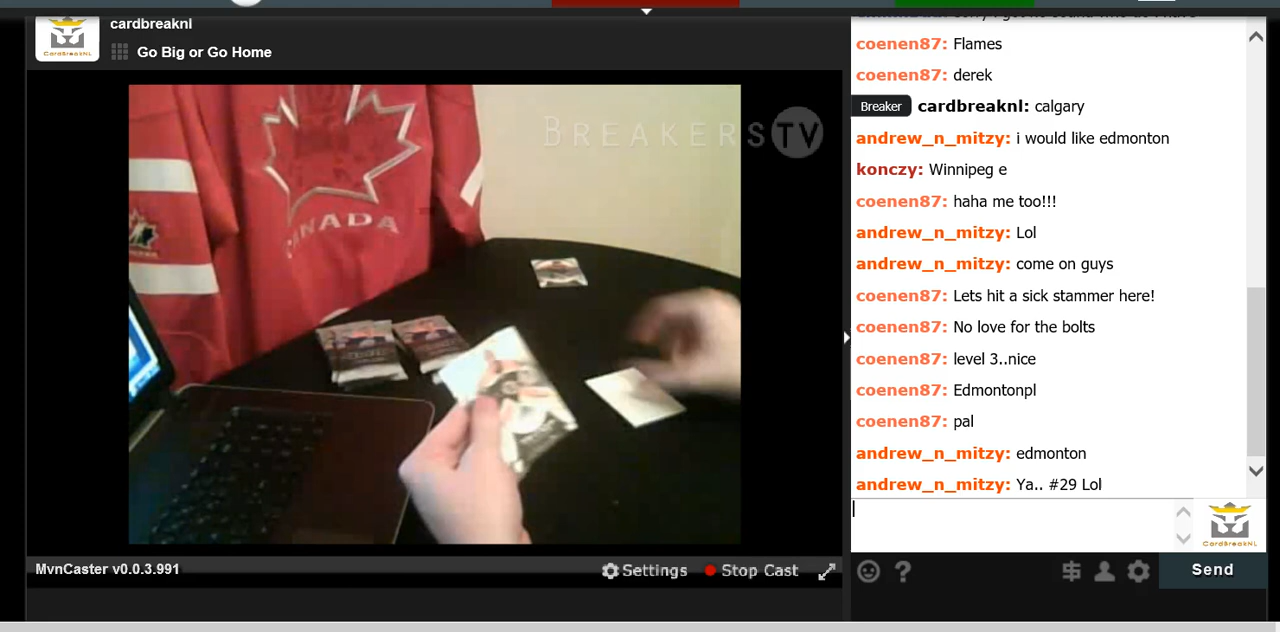 cardbreaknl
CardBreakNL
Go Big or Go Home
BREAKERSTV
CANADA
coenen87: Flames
coenen87: derek
Breaker cardbreaknl: calgary
andrew_n_mitzy: i would like edmonton
konczy: Winnipeg e
coenen87: haha me too!!!
andrew_n_mitzy: Lol
andrew_n_mitzy: come on guys
coenen87: Lets hit a sick stammer here!
coenen87: No love for the bolts
coenen87: level 3..nice
coenen87: Edmontonpl
coenen87: pal
andrew_n_mitzy: edmonton
andrew_n_mitzy: Ya.. #29 Lol
CardBreakNL
MvnCaster v0.0.3.991
Settings
Stop Cast
Send